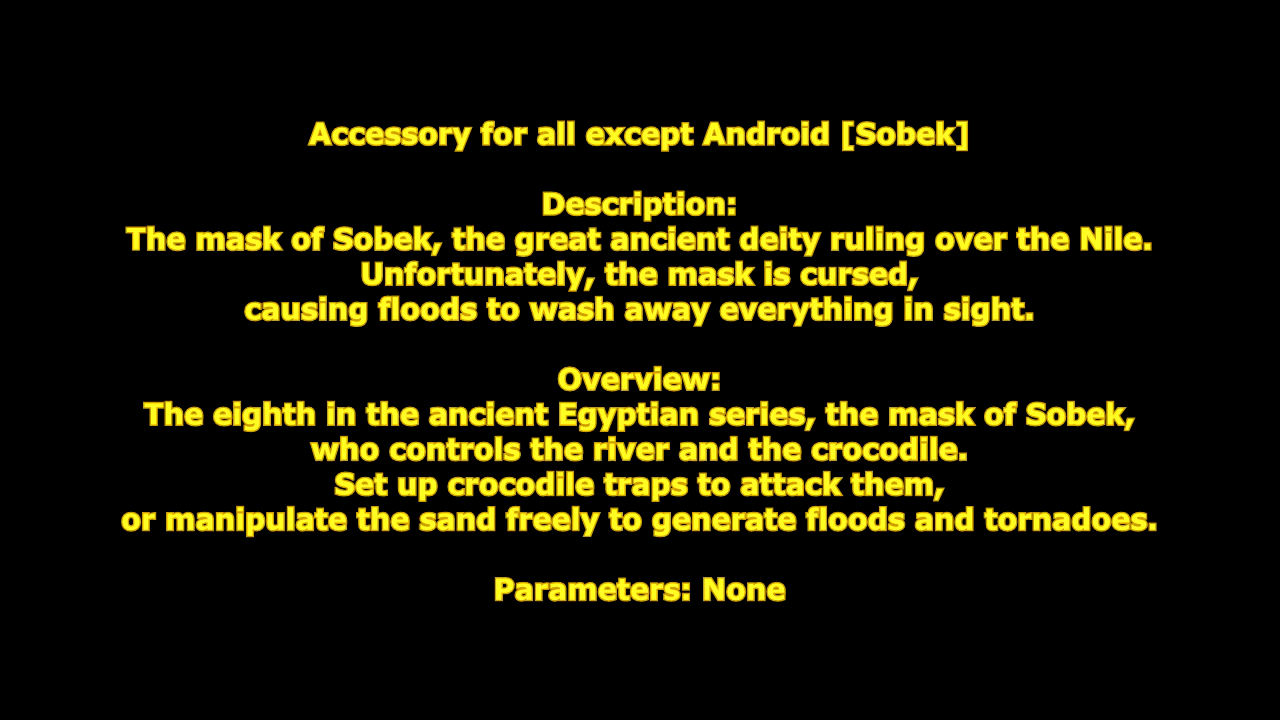 Accessory for all except Android [Sobek]
Description:
The mask of Sobek, the great ancient deity ruling over the Nile.
Unfortunately, the mask is cursed,
causing floods to wash away everything in sight.
Overview:
The eighth in the ancient Egyptian series, the mask of Sobek,
who controls the river and the crocodile.
Set up crocodile traps to attack them,
or manipulate the sand freely to generate floods and tornadoes.
Parameters: None